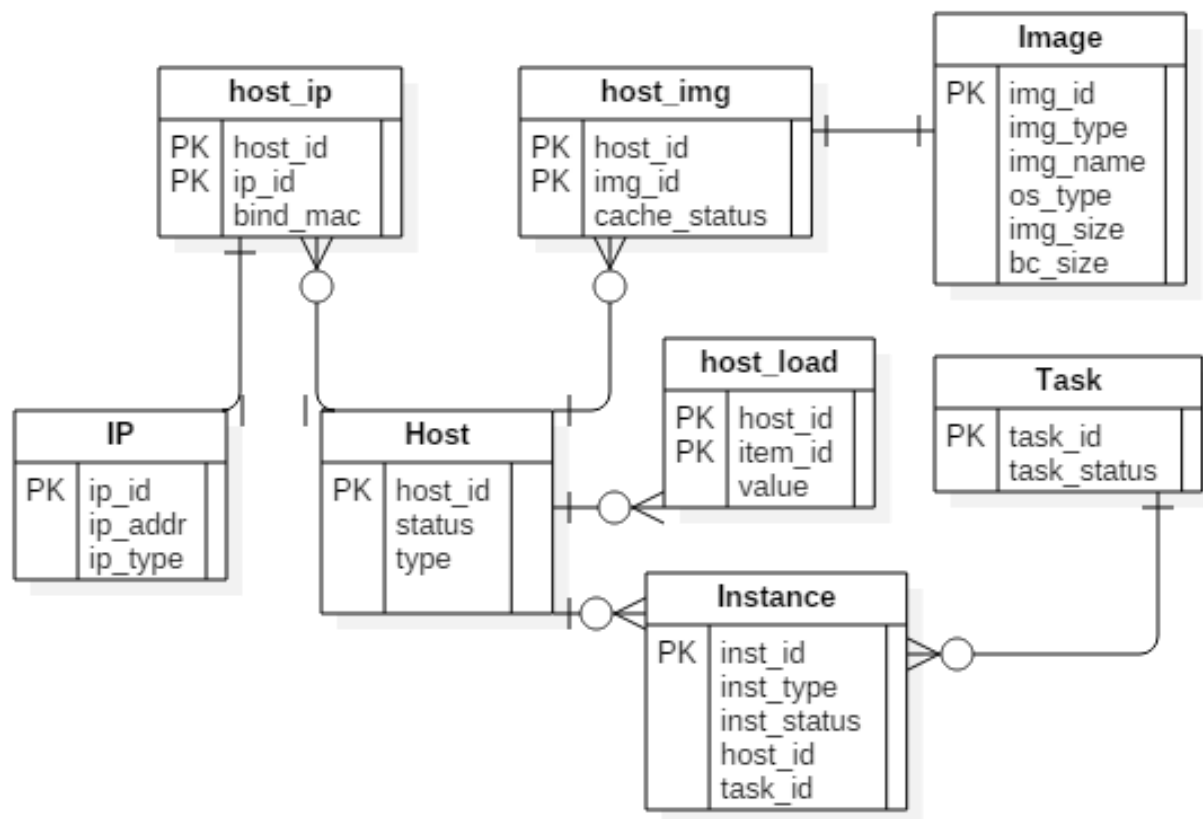 host_ip
PK host_id
PK ip_id
bind_mac
host_img
PK host_id
PK img_id
cache_status
Image
PK img_id
img_type
img_name
os_type
img_size
bc_size
IP
PK ip_id
ip_addr
ip_type
Host
PK host_id
status
type
host_load
PK host_id
PK item_id
value
Task
PK task_id
task_status
Instance
PK inst_id
inst_type
inst_status
host_id
task_id